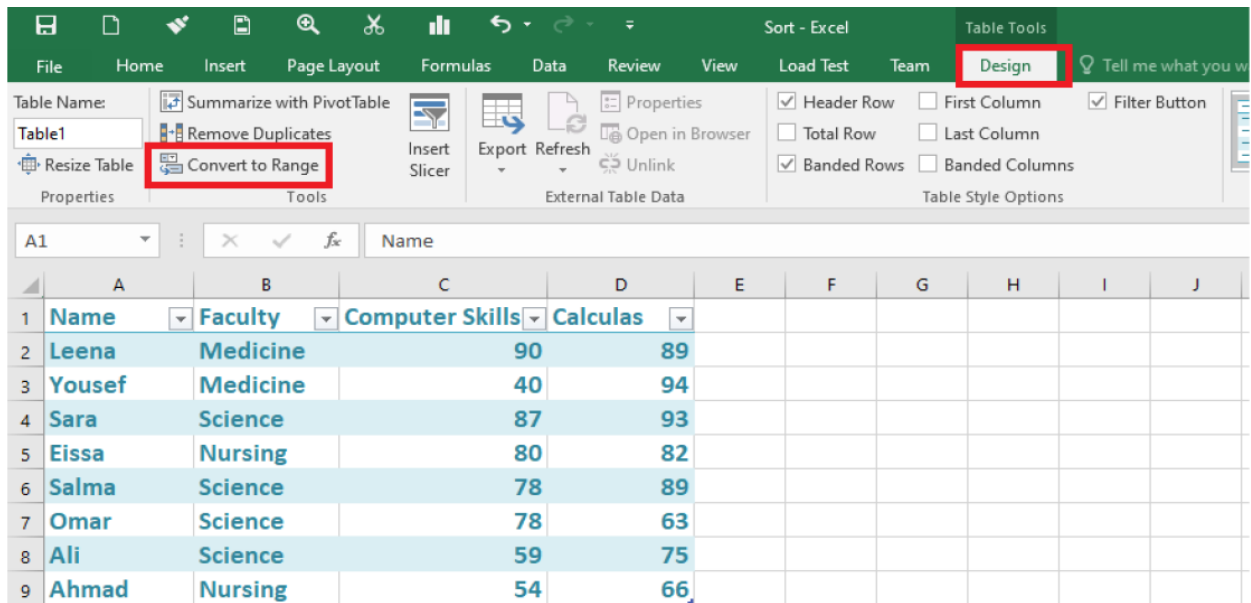 Sort - Excel
Table Tools
File Home Insert Page Layout Formulas Data Review View Load Test Team Design Tell me what you w
Table Name:
Table1
Resize Table
Properties
Summarize with PivotTable
Remove Duplicates
Convert to Range
Tools
Insert
Slicer
Export Refresh
Properties
Open in Browser
Unlink
External Table Data
Header Row First Column Filter Button
Total Row Last Column
Banded Rows Banded Columns
Table Style Options
A1 fx Name
A B C D E F G H I J
1 Name Faculty Computer Skills Calculas
2 Leena Medicine 90 89
3 Yousef Medicine 40 94
4 Sara Science 87 93
5 Eissa Nursing 80 82
6 Salma Science 78 89
7 Omar Science 78 63
8 Ali Science 59 75
9 Ahmad Nursing 54 66